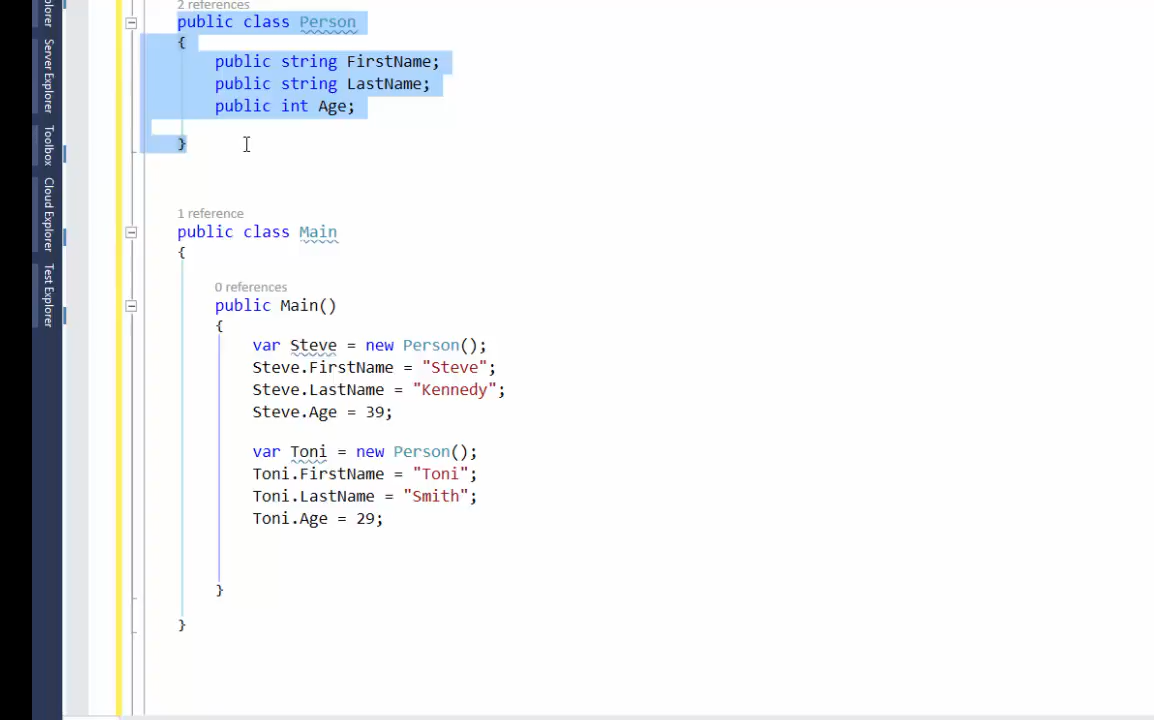 2 references
public class Person
{
public string FirstName;
public string LastName;
public int Age;
}
1 reference
public class Main
{
0 references
public Main()
{
var Steve = new Person();
Steve.FirstName = "Steve";
Steve.LastName = "Kennedy";
Steve.Age = 39;
var Toni = new Person();
Toni.FirstName = "Toni";
Toni.LastName = "Smith";
Toni.Age = 29;
}
}
Server Explorer
Toolbox
Cloud Explorer
Test Explorer